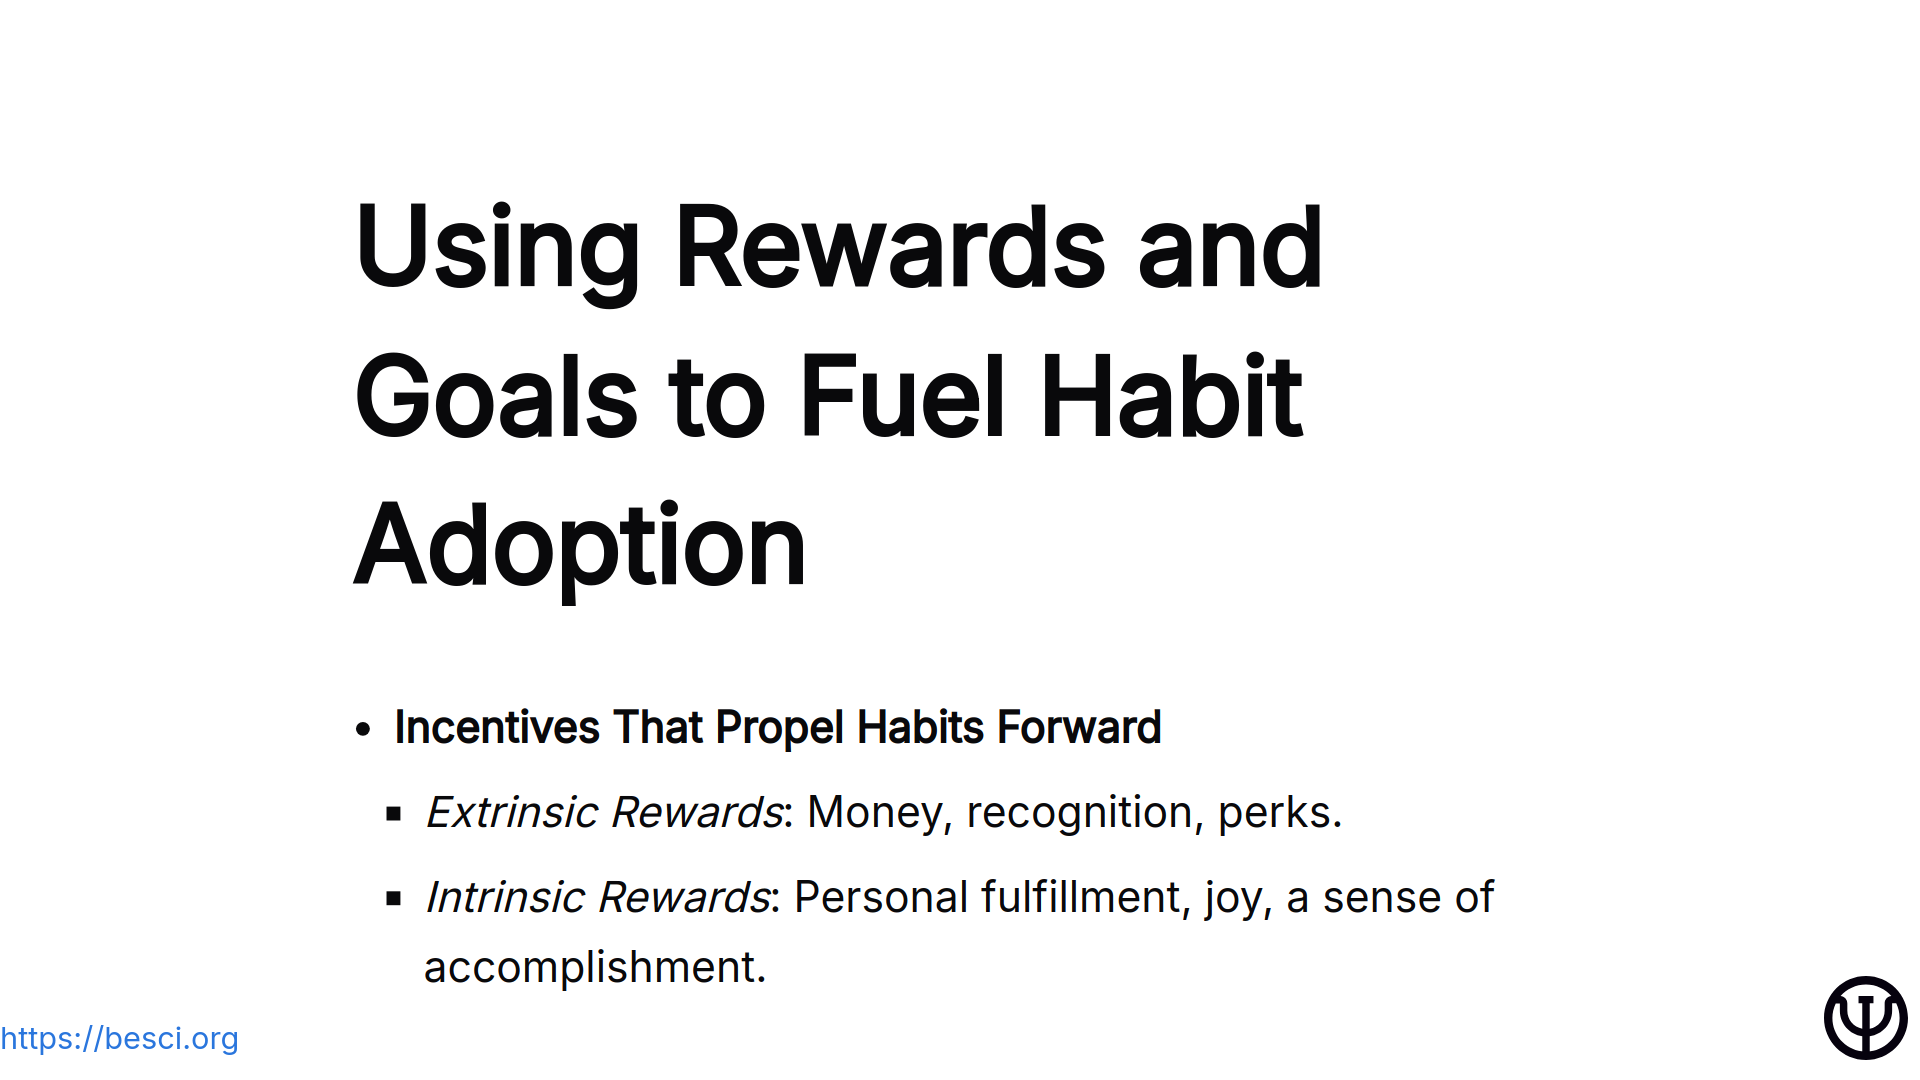 Using Rewards and
Goals to Fuel Habit
Adoption
• Incentives That Propel Habits Forward
▪ Extrinsic Rewards: Money, recognition, perks.
▪ Intrinsic Rewards: Personal fulfillment, joy, a sense of
accomplishment.
https://besci.org